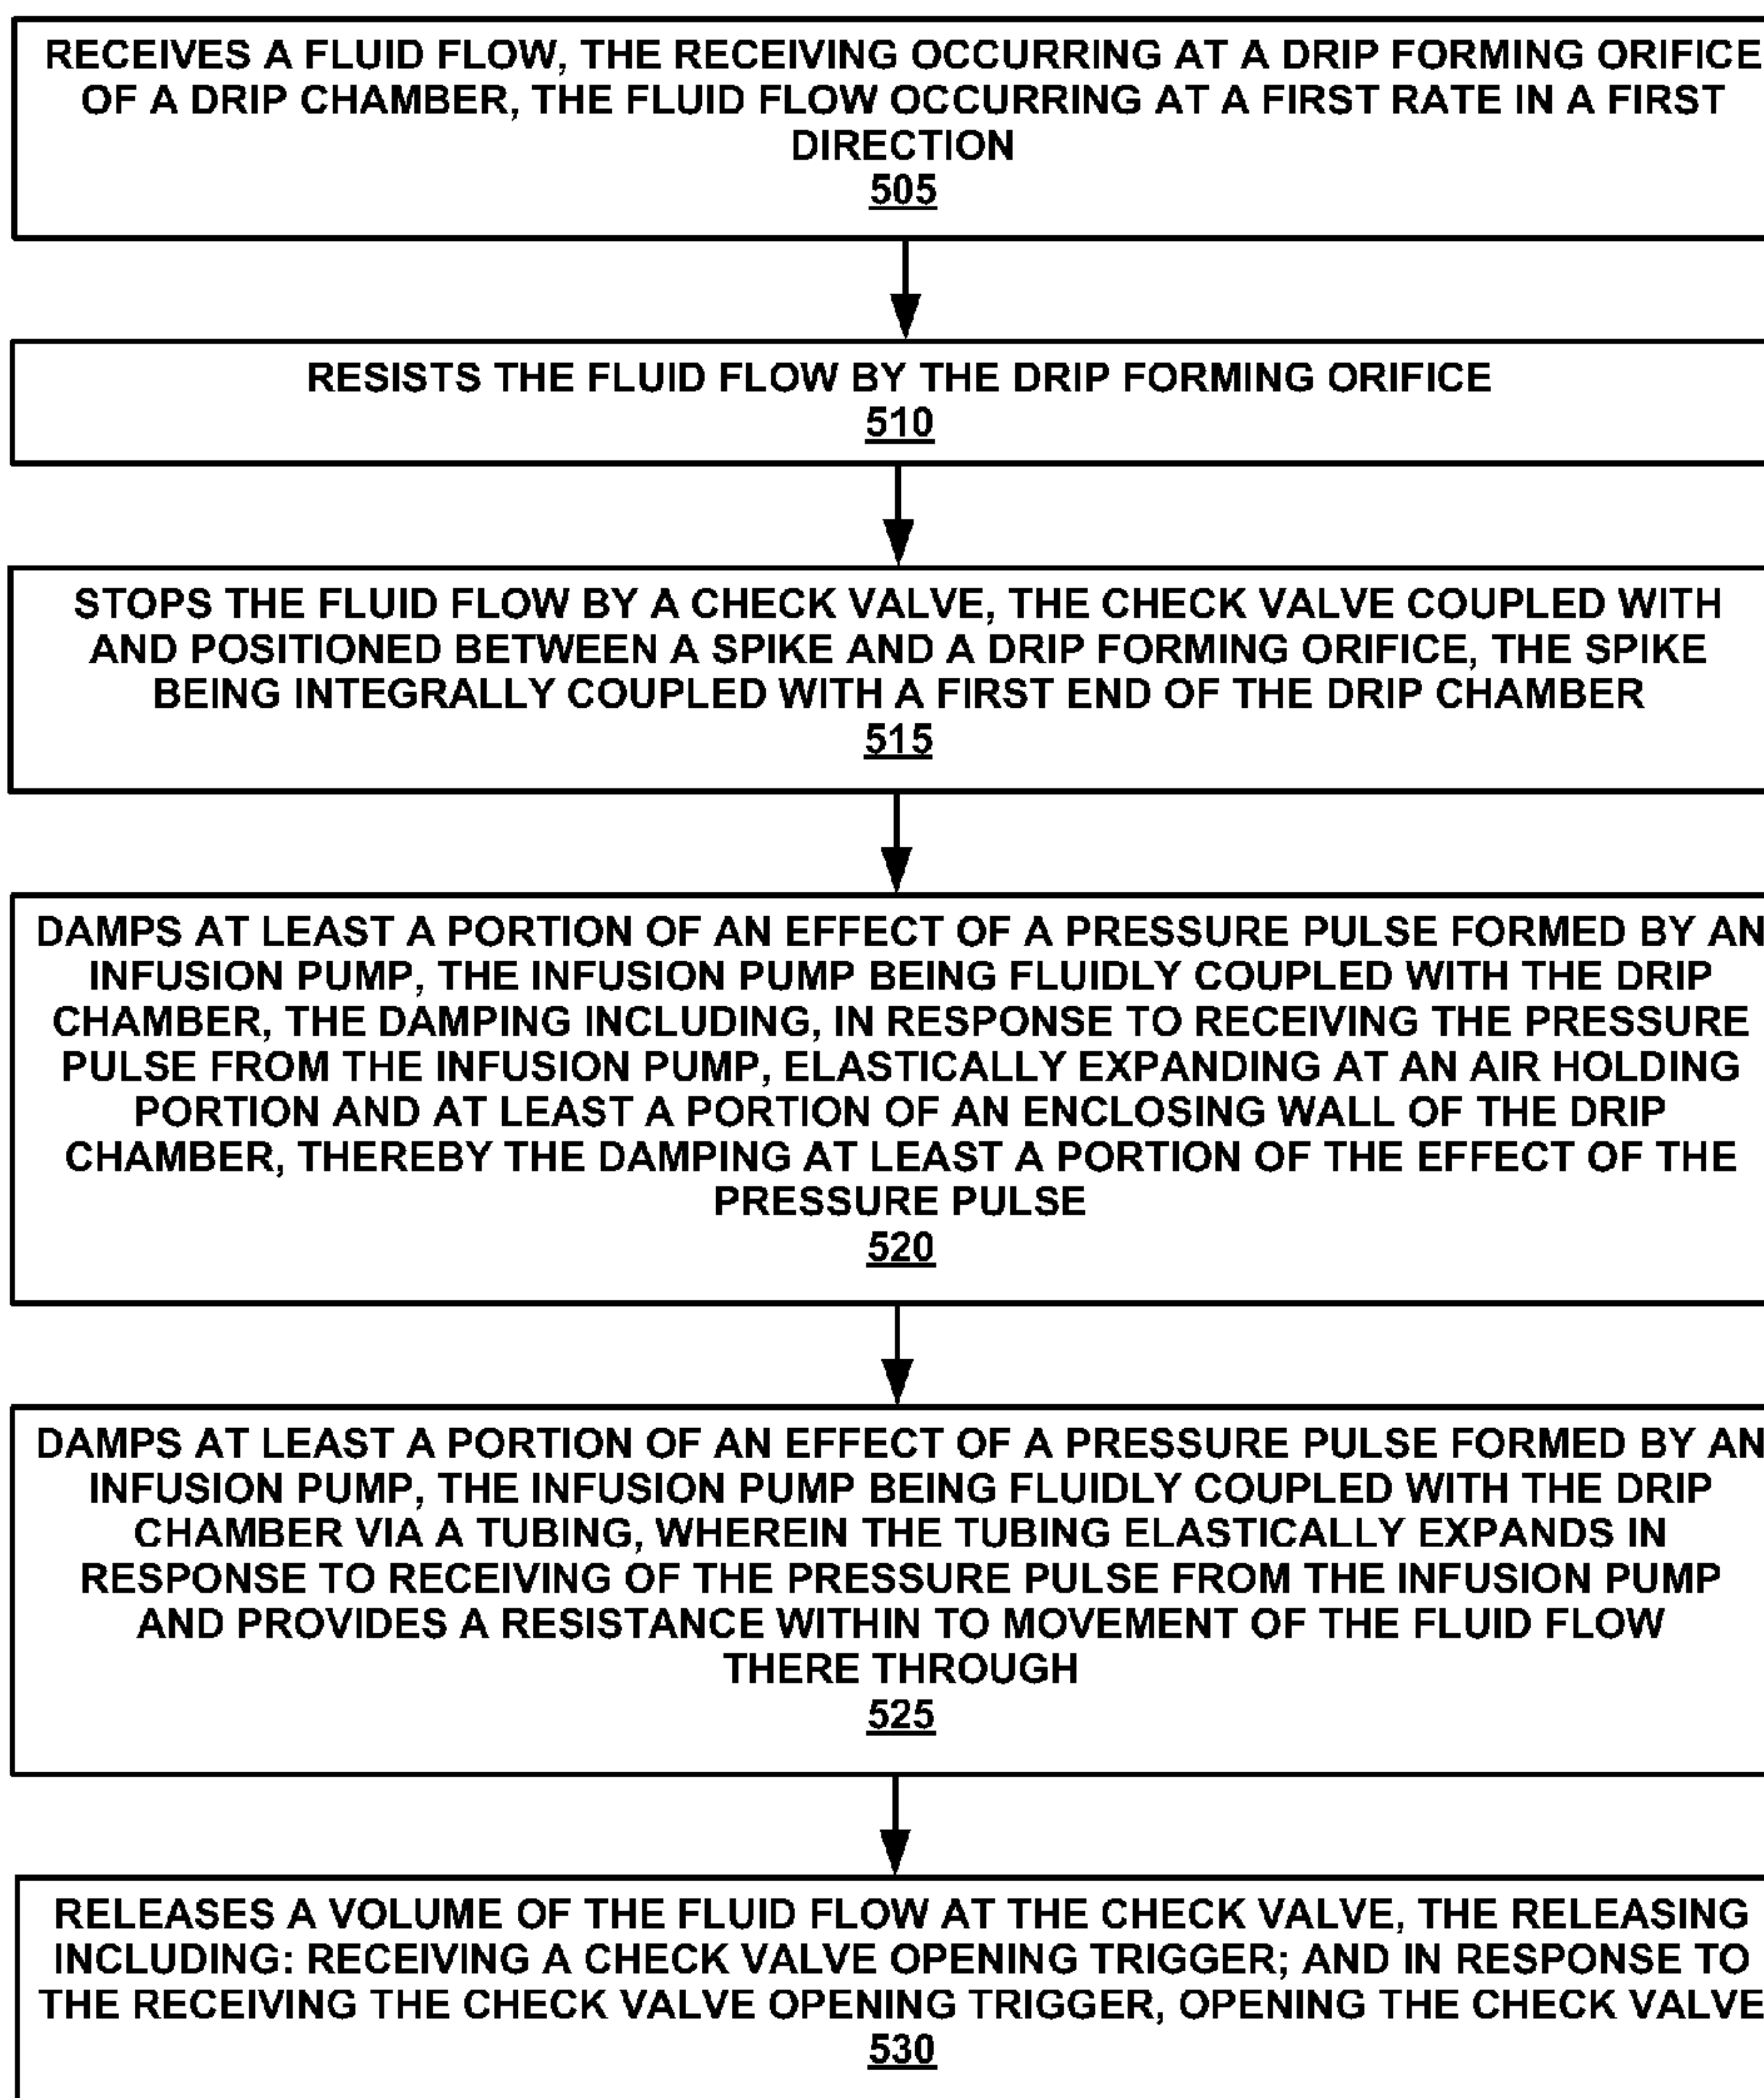 RECEIVES A FLUID FLOW, THE RECEIVING OCCURRING AT A DRIP FORMING ORIFICE
OF A DRIP CHAMBER, THE FLUID FLOW OCCURRING AT A FIRST RATE IN A FIRST
DIRECTION
505
RESISTS THE FLUID FLOW BY THE DRIP FORMING ORIFICE
510
STOPS THE FLUID FLOW BY A CHECK VALVE, THE CHECK VALVE COUPLED WITH
AND POSITIONED BETWEEN A SPIKE AND A DRIP FORMING ORIFICE, THE SPIKE
BEING INTEGRALLY COUPLED WITH A FIRST END OF THE DRIP CHAMBER
515
DAMPS AT LEAST A PORTION OF AN EFFECT OF A PRESSURE PULSE FORMED BY AN
INFUSION PUMP, THE INFUSION PUMP BEING FLUIDLY COUPLED WITH THE DRIP
CHAMBER, THE DAMPING INCLUDING, IN RESPONSE TO RECEIVING THE PRESSURE
PULSE FROM THE INFUSION PUMP, ELASTICALLY EXPANDING AT AN AIR HOLDING
PORTION AND AT LEAST A PORTION OF AN ENCLOSING WALL OF THE DRIP
CHAMBER, THEREBY THE DAMPING AT LEAST A PORTION OF THE EFFECT OF THE
PRESSURE PULSE
520
DAMPS AT LEAST A PORTION OF AN EFFECT OF A PRESSURE PULSE FORMED BY AN
INFUSION PUMP, THE INFUSION PUMP BEING FLUIDLY COUPLED WITH THE DRIP
CHAMBER VIA A TUBING, WHEREIN THE TUBING ELASTICALLY EXPANDS IN
RESPONSE TO RECEIVING OF THE PRESSURE PULSE FROM THE INFUSION PUMP
AND PROVIDES A RESISTANCE WITHIN TO MOVEMENT OF THE FLUID FLOW
THERE THROUGH
525
RELEASES A VOLUME OF THE FLUID FLOW AT THE CHECK VALVE, THE RELEASING
INCLUDING: RECEIVING A CHECK VALVE OPENING TRIGGER; AND IN RESPONSE TO
THE RECEIVING THE CHECK VALVE OPENING TRIGGER, OPENING THE CHECK VALVE
530